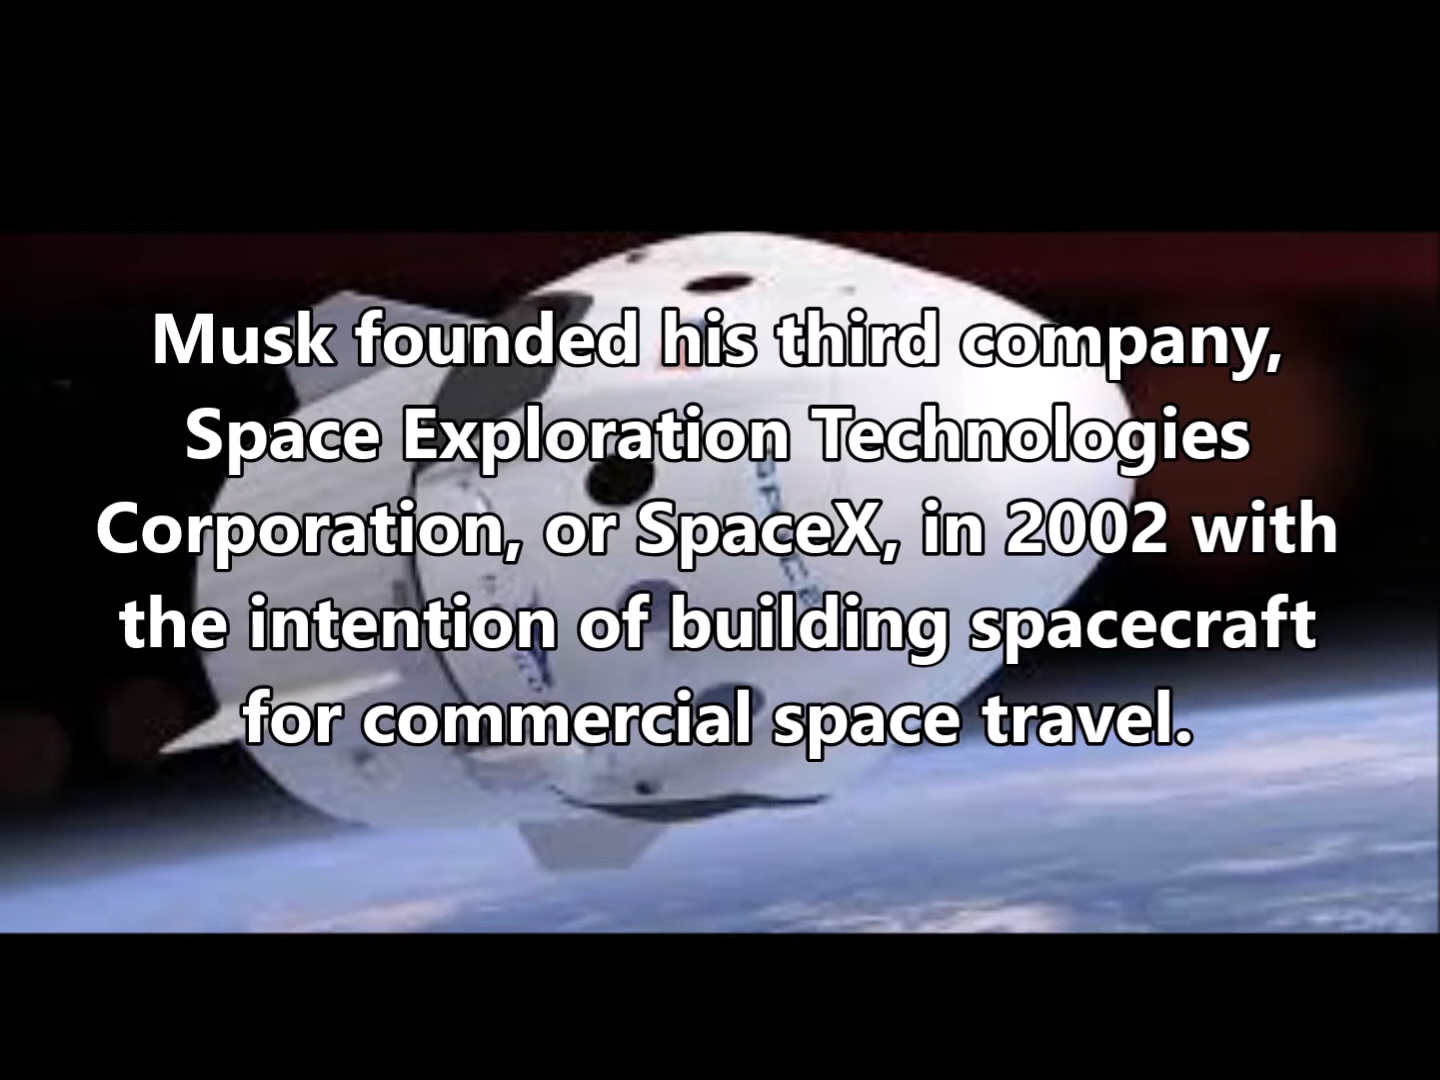 Musk founded his third company,
Space Exploration Technologies
Corporation, or SpaceX, in 2002 with
the intention of building spacecraft
for commercial space travel.